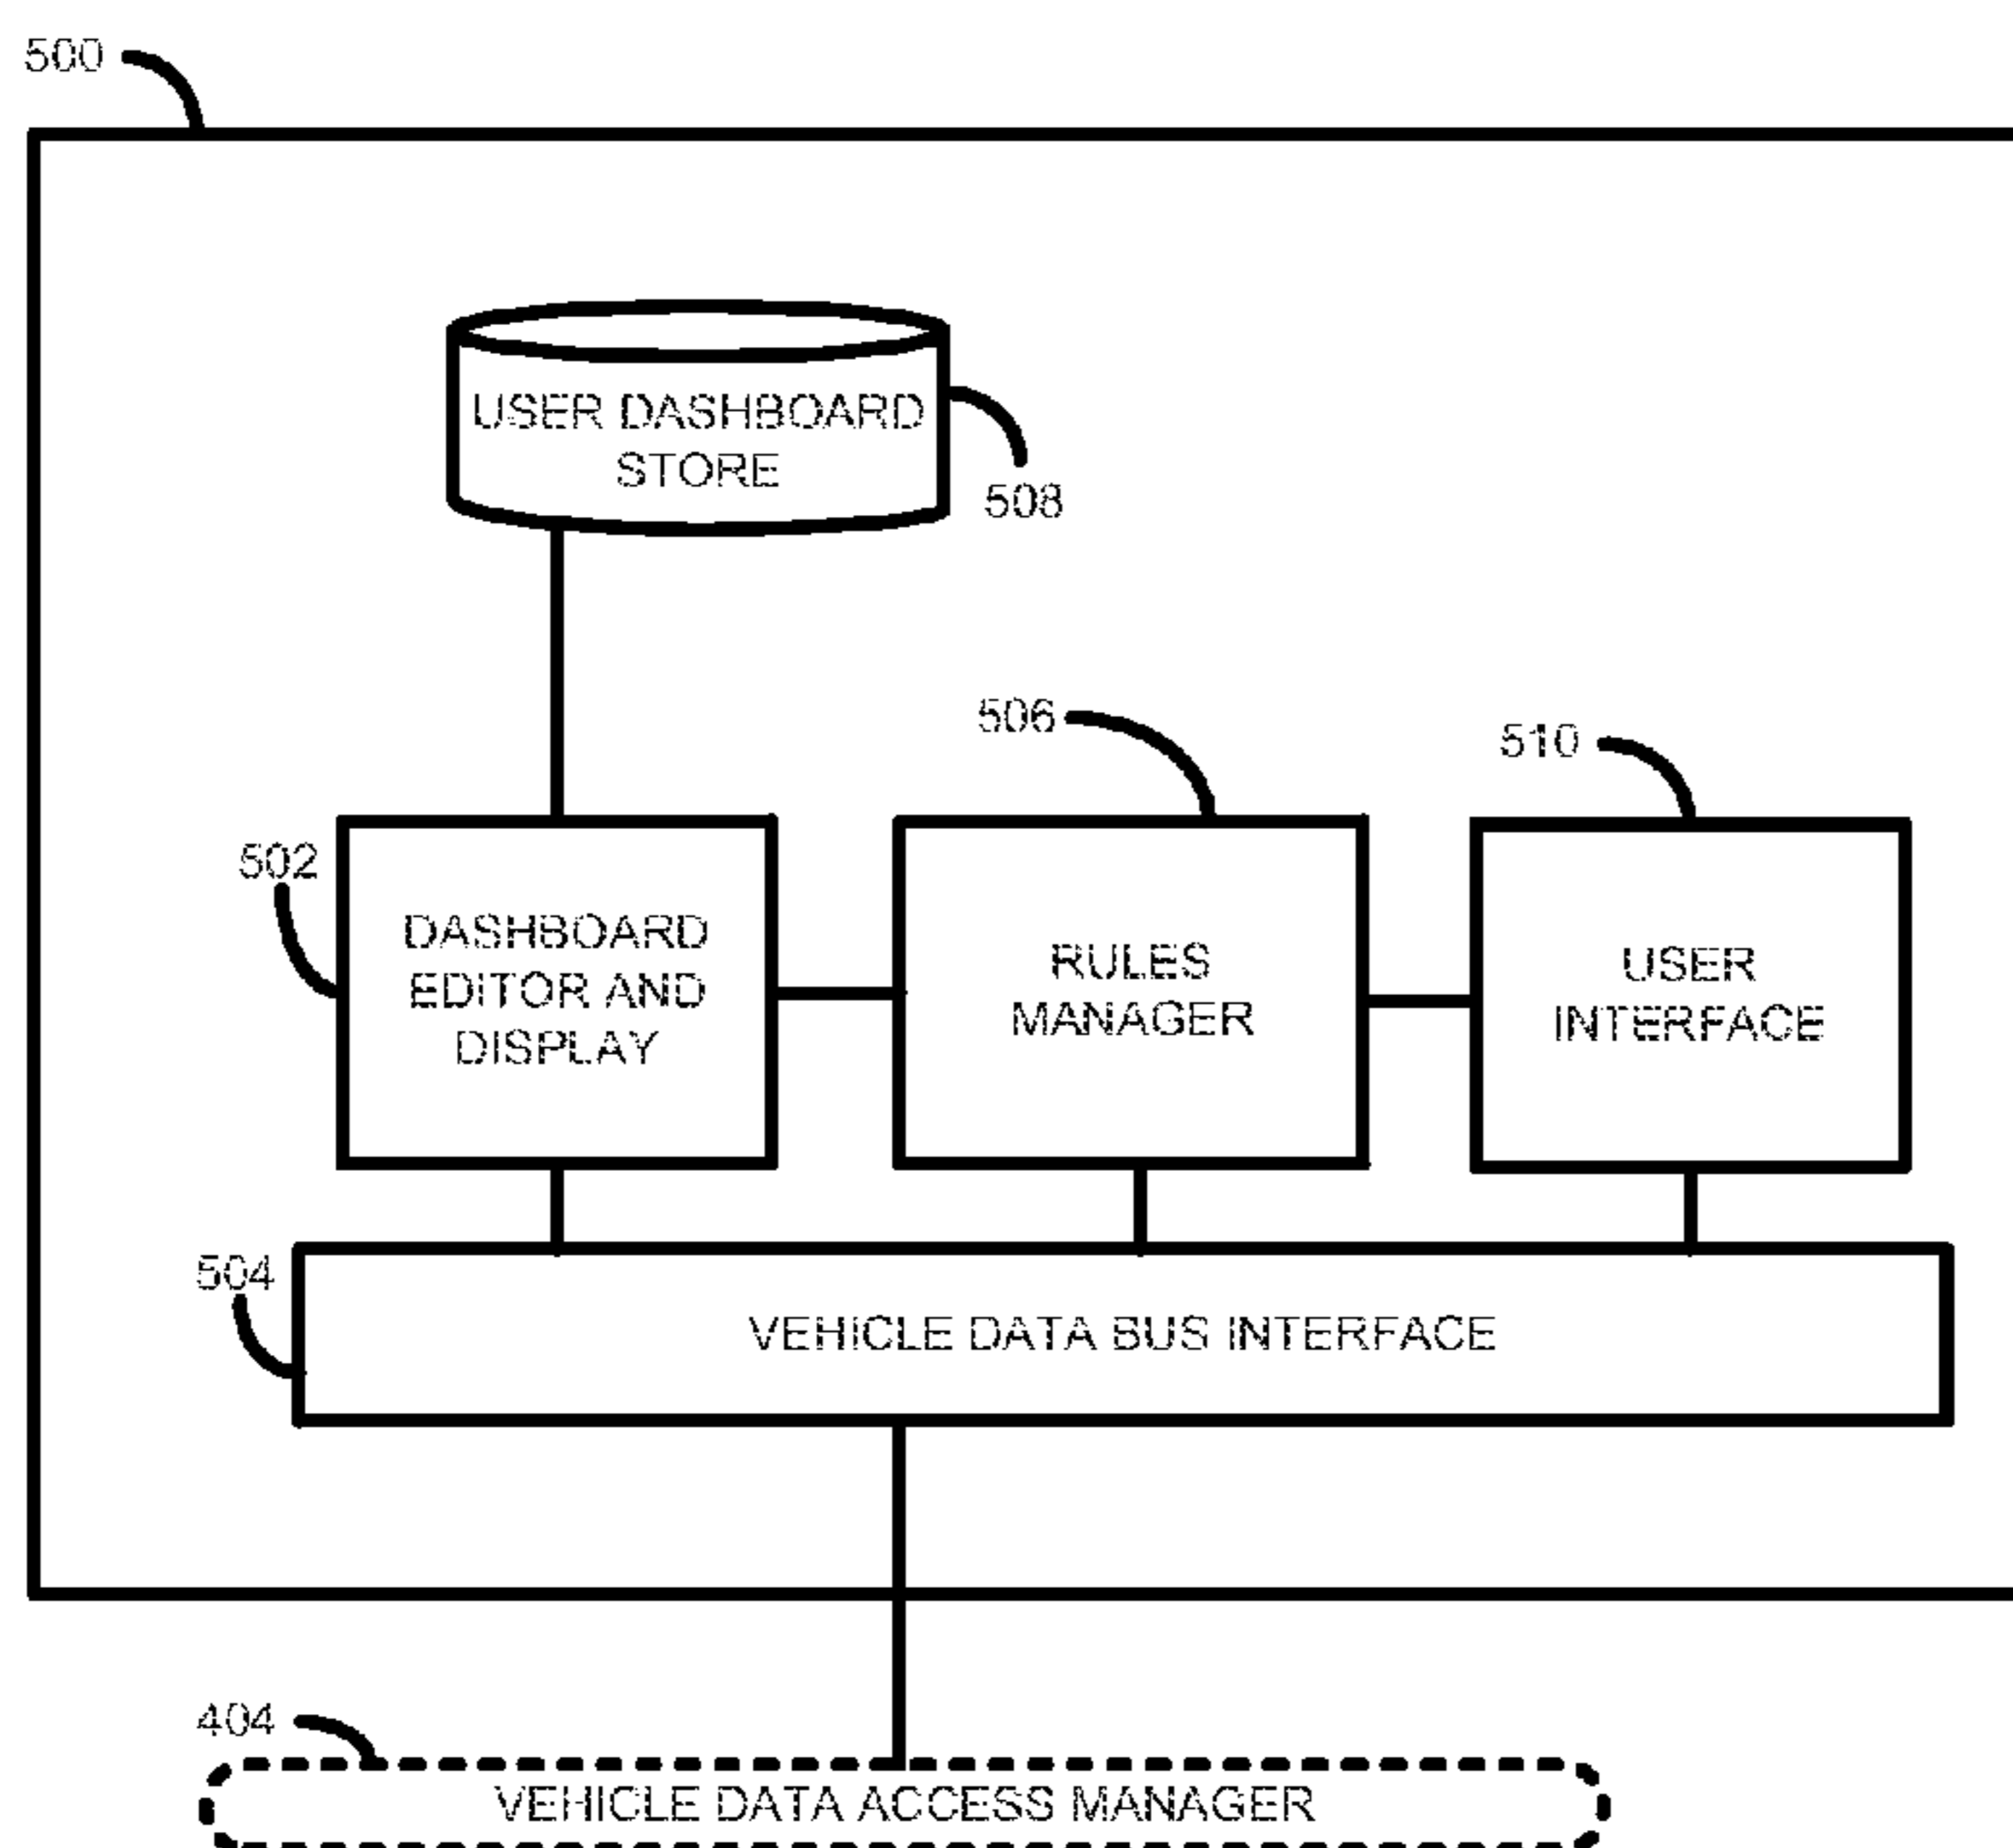 500
USER DASHBOARD
STORE
508
506
510
502
DASHBOARD
EDITOR AND
DISPLAY
RULES
MANAGER
USER
INTERFACE
504
VEHICLE DATA BUS INTERFACE
404
VEHICLE DATA ACCESS MANAGER